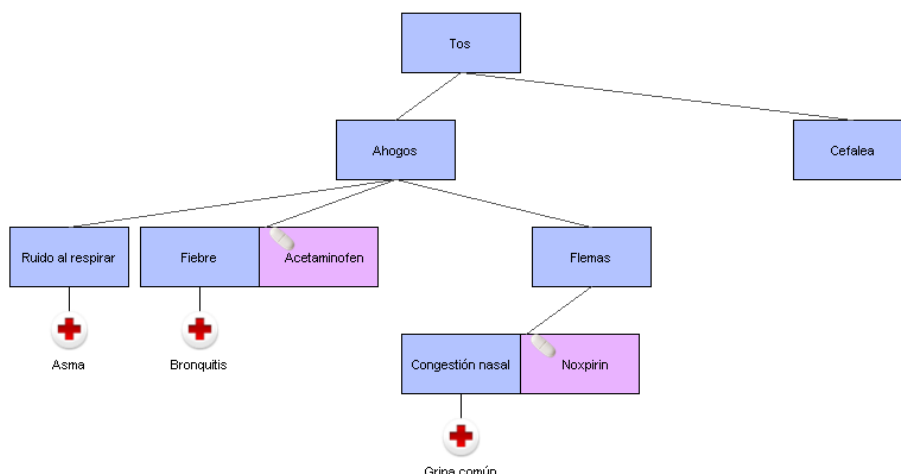 Tos
Ahogos
Cefalea
Ruido al respirar
Fiebre
Acetaminofen
Flemas
Asma
Bronquitis
Congestión nasal
Noxpirin
Gripa común